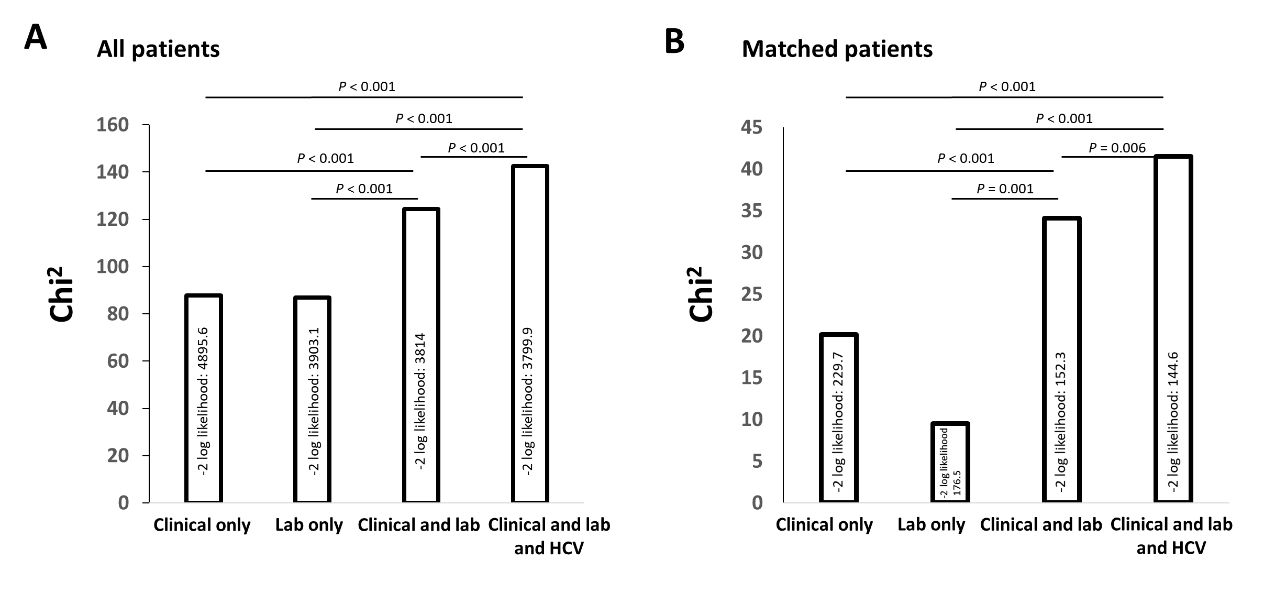 A
All patients
P < 0.001
P < 0.001
P < 0.001
P < 0.001
P < 0.001
160
140
120
100
80
60
40
20
0
Chi²
-2 log likelihood: 4895.6
-2 log likelihood: 3903.1
-2 log likelihood: 3814
-2 log likelihood: 3799.9
Clinical only
Lab only
Clinical and lab
Clinical and lab
and HCV
B
Matched patients
P < 0.001
P < 0.001
P = 0.006
P < 0.001
P = 0.001
45
40
35
30
25
20
15
10
5
0
Chi²
-2 log likelihood: 229.7
-2 log likelihood
176.5
-2 log likelihood: 152.3
-2 log likelihood: 144.6
Clinical only
Lab only
Clinical and lab
Clinical and lab
and HCV